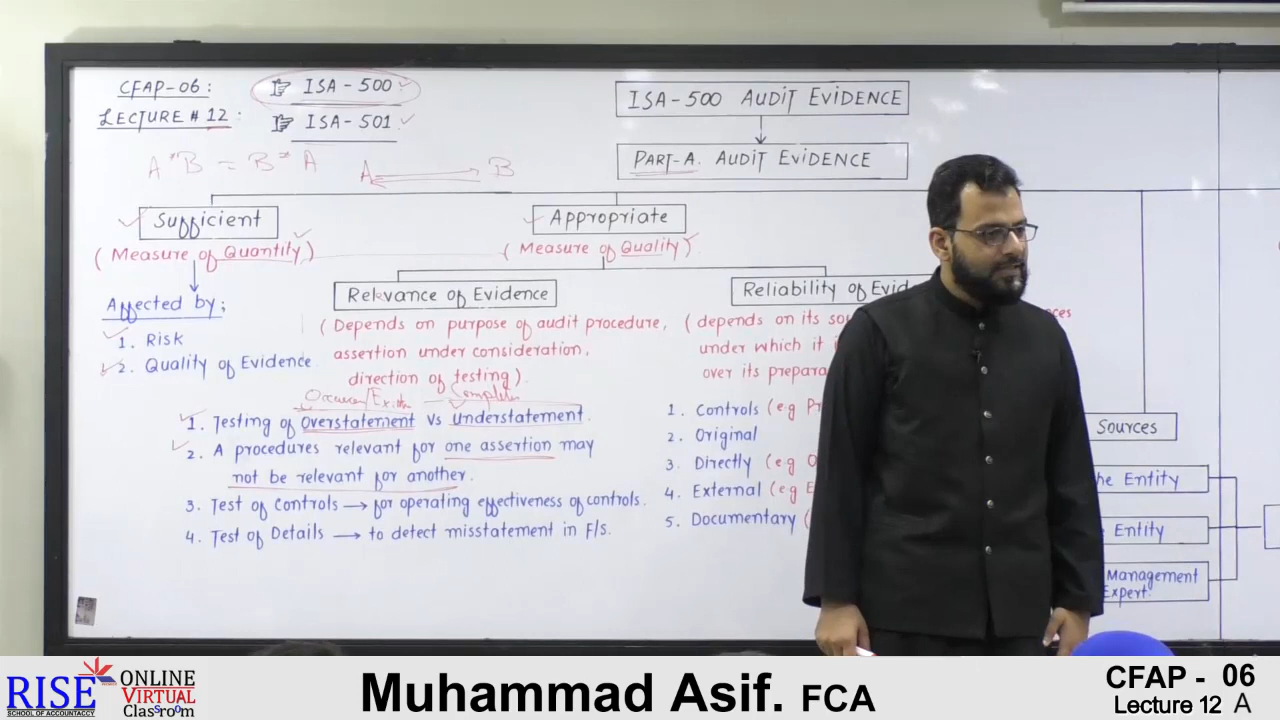 CFAP-06:
LECTURE # 12:
ISA - 500
ISA - 501
A*B = B*A
A B
ISA-500 AUDIT EVIDENCE
PART-A. AUDIT EVIDENCE
Sufficient
(Measure of Quantity)
Affected by;
1. Risk
2. Quality of Evidence
Appropriate
(Measure of Quality)
Relevance of Evidence
(Depends on purpose of audit procedure,
assertion under consideration,
direction of testing).
1. Testing of Overstatement vs Understatement.
2. A procedures relevant for one assertion may
not be relevant for another.
3. Test of Controls → for operating effectiveness of controls.
4. Test of Details → to detect misstatement in F/s.
Reliability of
(depends on its
under which it
over its
1. Controls (eg
2. Original
3. Directly (eg
4. External (eg
5. Documentary (
Sources
Entity
Entity
Management
Expert.
RISE
SCHOOL OF ACCOUNTANCY
ONLINE
VIRTUAL
Classroom
Muhammad Asif. FCA
CFAP - 06
Lecture 12 A